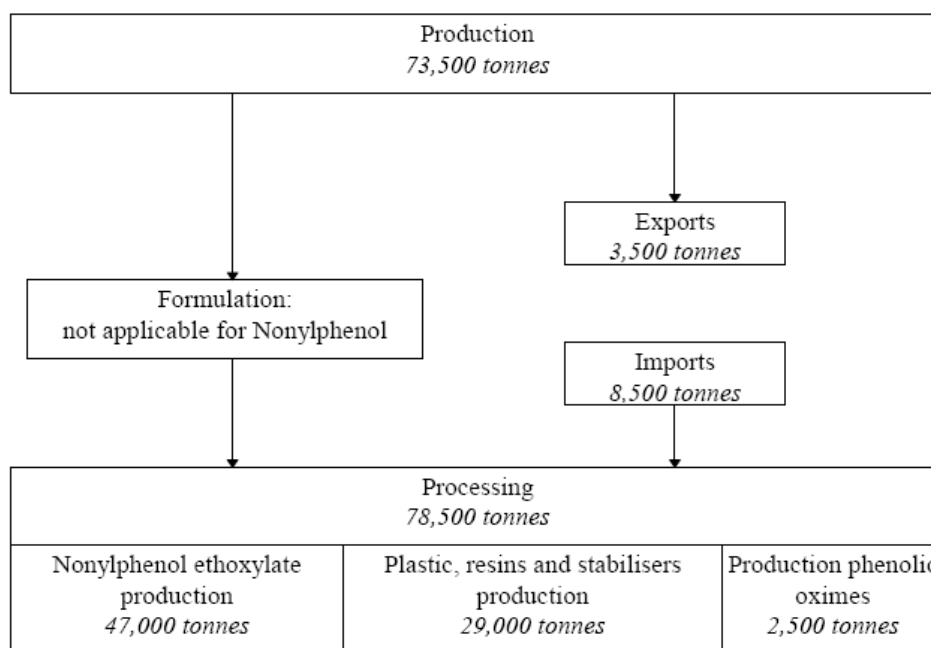 Production
73,500 tonnes
Exports
3,500 tonnes
Formulation:
not applicable for Nonylphenol
Imports
8,500 tonnes
Processing
78,500 tonnes
Nonylphenol ethoxylate
production
47,000 tonnes
Plastic, resins and stabilisers
production
29,000 tonnes
Production phenolic
oximes
2,500 tonnes